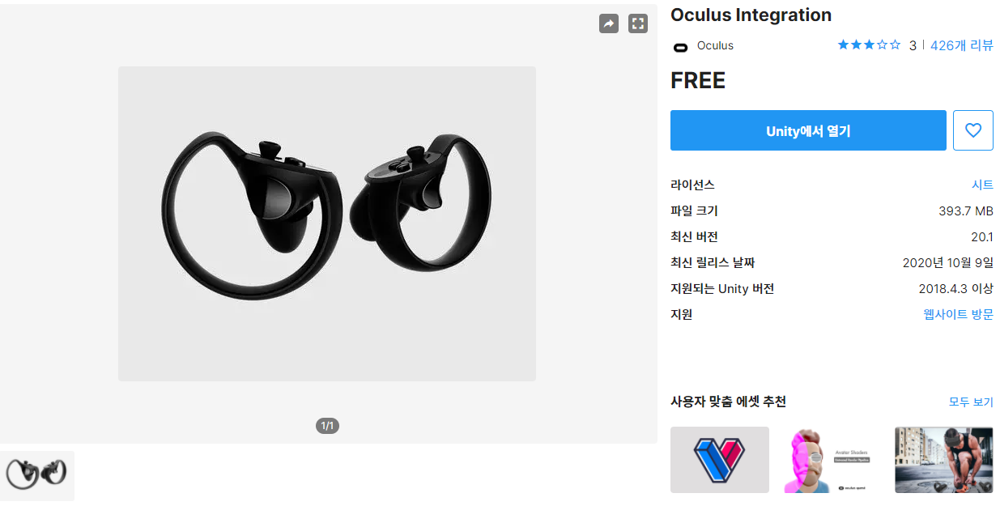 Oculus Integration
Oculus
3 | 426개 리뷰
FREE
Unity에서 열기
라이선스 시트
파일 크기 393.7 MB
최신 버전 20.1
최신 릴리스 날짜 2020년 10월 9일
지원되는 Unity 버전 2018.4.3 이상
지원 웹사이트 방문
1/1
사용자 맞춤 에셋 추천 모두 보기
Avatar Shaders
Universal Render Pipeline
oculus quest